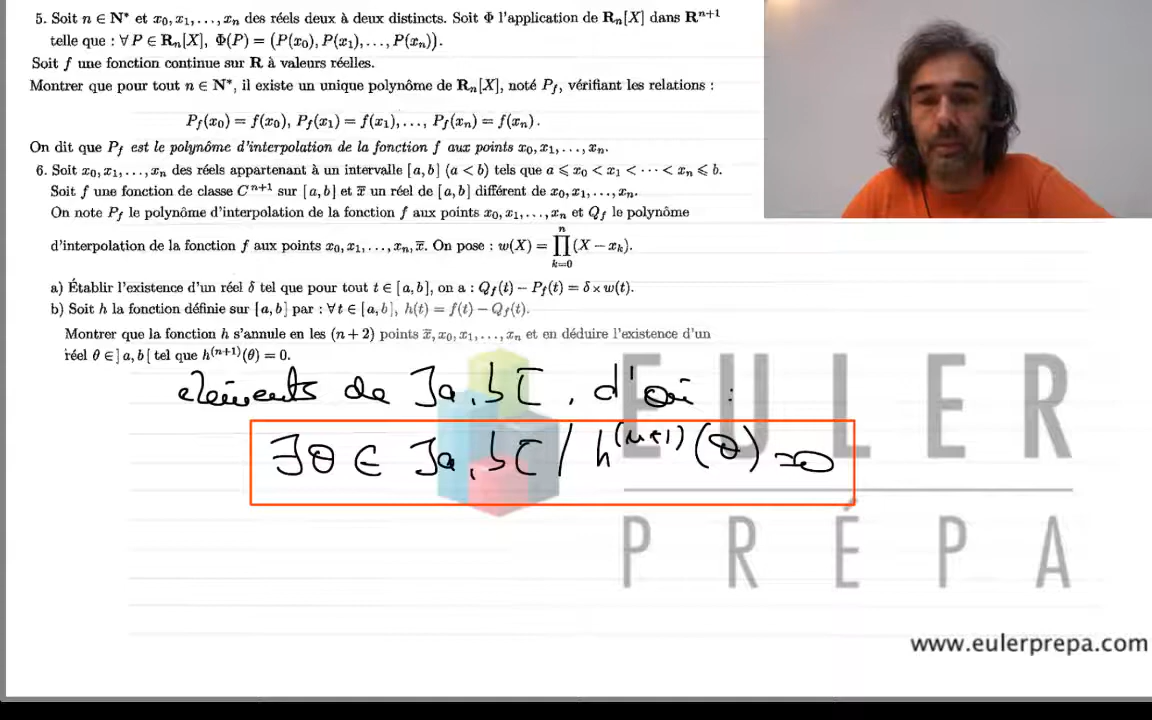 5. Soit n ∈ N* et x₀, x₁, . . . , xₙ des réels deux à deux distincts. Soit Φ l'application de Rₙ[X] dans Rⁿ⁺¹
telle que : ∀ P ∈ Rₙ[X], Φ(P) = (P(x₀), P(x₁), . . . , P(xₙ)).
Soit f une fonction continue sur R à valeurs réelles.
Montrer que pour tout n ∈ N*, il existe un unique polynôme de Rₙ[X], noté P_f, vérifiant les relations :
P_f(x₀) = f(x₀), P_f(x₁) = f(x₁), . . . , P_f(xₙ) = f(xₙ).
On dit que P_f est le polynôme d'interpolation de la fonction f aux points x₀, x₁, . . . , xₙ.
6. Soit x₀, x₁, . . . , xₙ des réels appartenant à un intervalle [a, b] (a < b) tels que a ⩽ x₀ < x₁ < ··· < xₙ ⩽ b.
Soit f une fonction de classe Cⁿ⁺¹ sur [a, b] et x̅ un réel de [a, b] différent de x₀, x₁, . . . , xₙ.
On note P_f le polynôme d'interpolation de la fonction f aux points x₀, x₁, . . . , xₙ et Q_f le polynôme
d'interpolation de la fonction f aux points x₀, x₁, . . . , xₙ, x̅. On pose : w(X) = ∏_{k=0}^{n} (X − x_k).
a) Établir l'existence d'un réel δ tel que pour tout t ∈ [a, b], on a : Q_f(t) − P_f(t) = δ × w(t).
b) Soit h la fonction définie sur [a, b] par : ∀t ∈ [a, b], h(t) = f(t) − Q_f(t).
Montrer que la fonction h s'annule en les (n + 2) points x̅, x₀, x₁, . . . , xₙ et en déduire l'existence d'un
réel θ ∈ ]a, b[ tel que h⁽ⁿ⁺¹⁾(θ) = 0.
éléments de ]a, b[, d'où :
∃θ ∈ ]a, b[ / h⁽ⁿ⁺¹⁾(θ) = 0
EULER
PRÉPA
www.eulerprepa.com